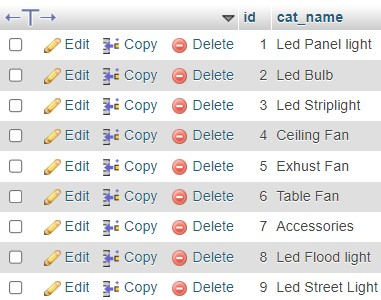 id cat_name
Edit Copy Delete 1 Led Panel light
Edit Copy Delete 2 Led Bulb
Edit Copy Delete 3 Led Striplight
Edit Copy Delete 4 Ceiling Fan
Edit Copy Delete 5 Exhust Fan
Edit Copy Delete 6 Table Fan
Edit Copy Delete 7 Accessories
Edit Copy Delete 8 Led Flood light
Edit Copy Delete 9 Led Street Light